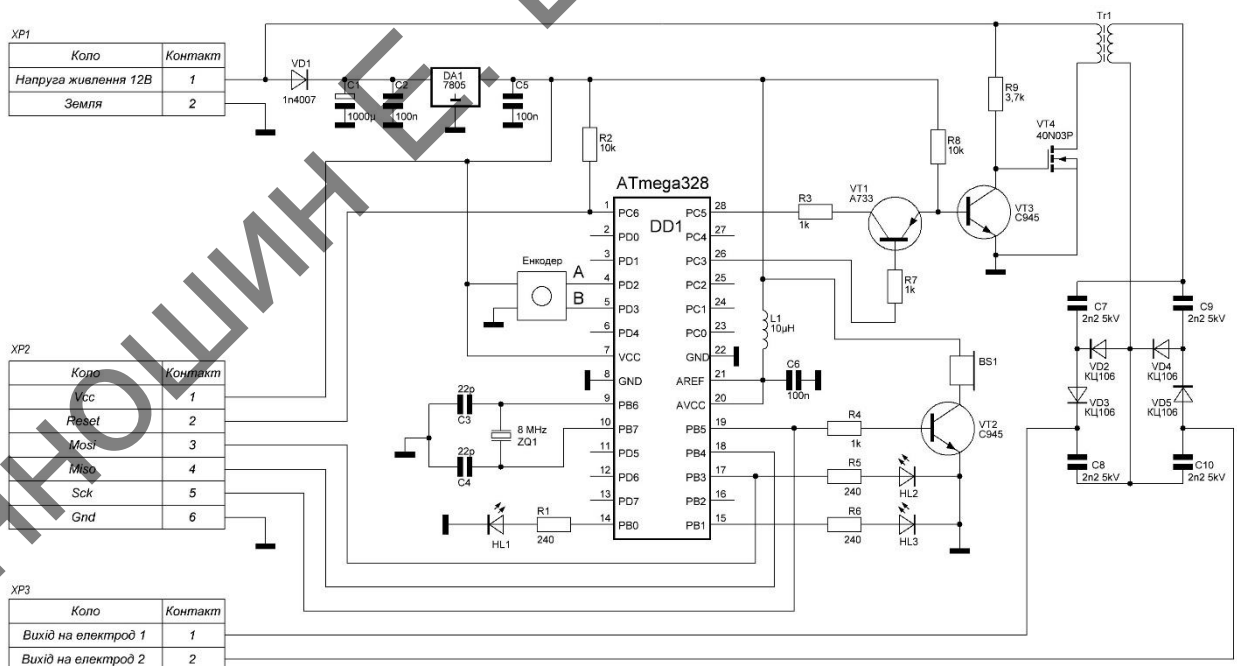 XP1
Коло Контакт
Напруга живлення 12В 1
Земля 2
VD1
1n4007
C1
1000µ
C2
100n
DA1
7805
C5
100n
R2
10k
R8
10k
R9
3,7k
Tr1
VT4
40N03P
VT1
A733
R3
1k
R7
1k
VT3
C945
ATmega328
DD1
1 PC6
2 PD0
3 PD1
4 PD2
5 PD3
6 PD4
7 VCC
8 GND
9 PB6
10 PB7
11 PD5
12 PD6
13 PD7
14 PB0
PC5 28
PC4 27
PC3 26
PC2 25
PC1 24
PC0 23
GND 22
AREF 21
AVCC 20
PB5 19
PB4 18
PB3 17
PB2 16
PB1 15
Енкодер
A
B
L1
10µH
C6
100n
BS1
VT2
C945
R4
1k
R5
240
HL2
R6
240
HL3
22p
C3
22p
C4
8 MHz
ZQ1
HL1
R1
240
C7
2n2 5kV
C9
2n2 5kV
VD2
КЦ106
VD4
КЦ106
VD3
КЦ106
VD5
КЦ106
C8
2n2 5kV
C10
2n2 5kV
XP2
Коло Контакт
Vcc 1
Reset 2
Mosi 3
Miso 4
Sck 5
Gnd 6
XP3
Коло Контакт
Вихід на електрод 1 1
Вихід на електрод 2 2
ИНОШИН Е.